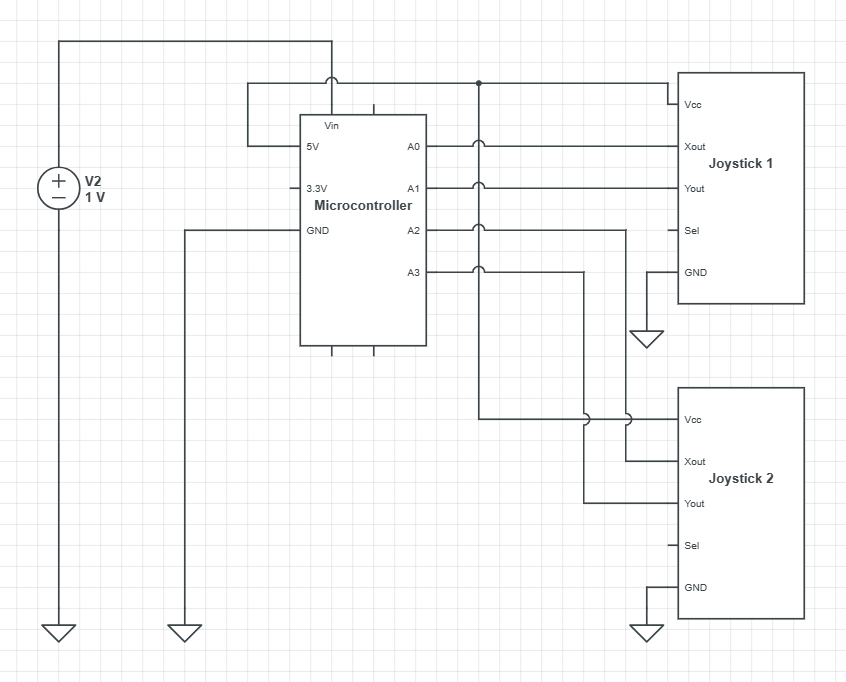 V2
1 V
Vin
5V
3.3V
GND
Microcontroller
A0
A1
A2
A3
Vcc
Xout
Joystick 1
Yout
Sel
GND
Vcc
Xout
Joystick 2
Yout
Sel
GND